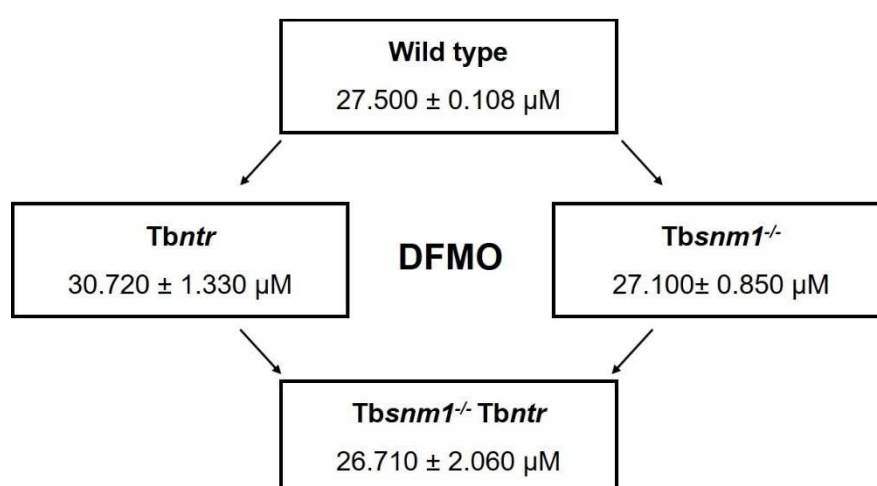 Wild type
27.500 ± 0.108 µM
Tbntr
30.720 ± 1.330 µM
DFMO
Tbsnm1-/-
27.100± 0.850 µM
Tbsnm1-/- Tbntr
26.710 ± 2.060 µM